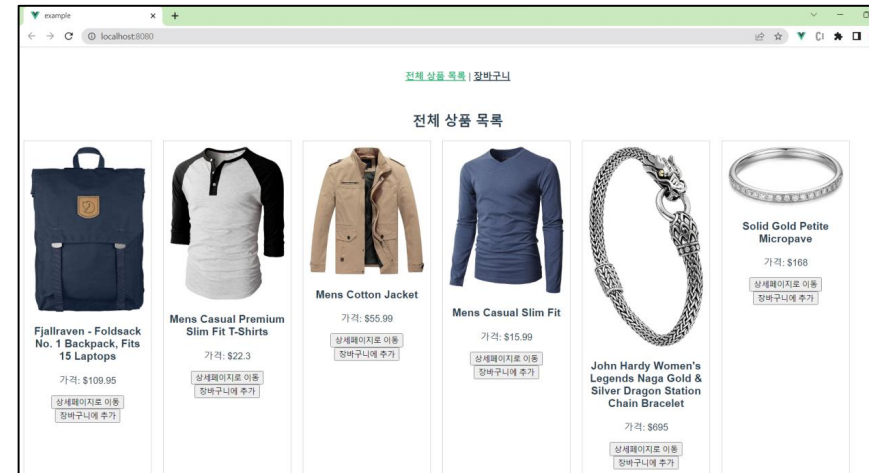 example
localhost:8080
전체 상품 목록 | 장바구니
전체 상품 목록
Fjallraven - Foldsack
No. 1 Backpack, Fits
15 Laptops
가격: $109.95
상세페이지로 이동
장바구니에 추가
Mens Casual Premium
Slim Fit T-Shirts
가격: $22.3
상세페이지로 이동
장바구니에 추가
Mens Cotton Jacket
가격: $55.99
상세페이지로 이동
장바구니에 추가
Mens Casual Slim Fit
가격: $15.99
상세페이지로 이동
장바구니에 추가
John Hardy Women's
Legends Naga Gold &
Silver Dragon Station
Chain Bracelet
가격: $695
상세페이지로 이동
장바구니에 추가
Solid Gold Petite
Micropave
가격: $168
상세페이지로 이동
장바구니에 추가